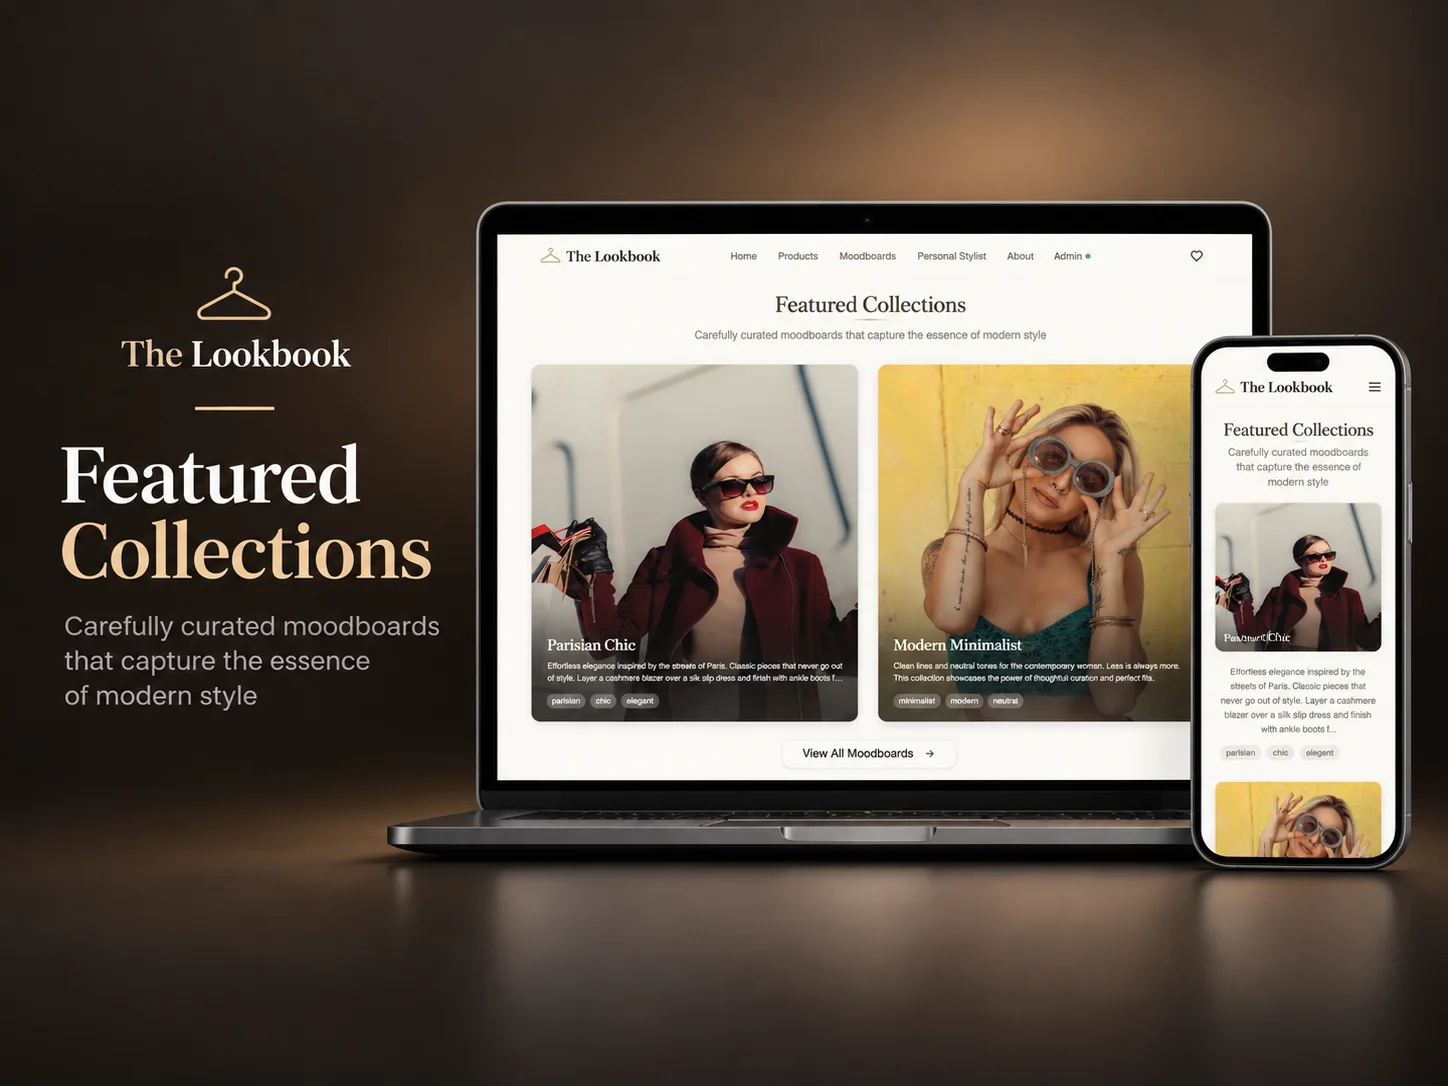 The Lookbook
Featured
Collections
Carefully curated moodboards
that capture the essence
of modern style
The Lookbook
Home
Products
Moodboards
Personal Stylist
About
Admin
Featured Collections
Carefully curated moodboards that capture the essence of modern style
Parisian Chic
Effortless elegance inspired by the streets of Paris. Classic pieces that never go out
of style. Layer a cashmere blazer over a silk slip dress and finish with ankle boots f...
parisian
chic
elegant
Modern Minimalist
Clean lines and neutral tones for the contemporary woman. Less is always more.
This collection showcases the power of thoughtful curation and perfect fits.
minimalist
modern
neutral
View All Moodboards →
The Lookbook
Featured Collections
Carefully curated moodboards
that capture the essence of
modern style
Chic
Effortless elegance inspired by the
streets of Paris. Classic pieces that
never go out of style. Layer a cashmere
blazer over a silk slip dress and finish
with ankle boots f...
parisian
chic
elegant